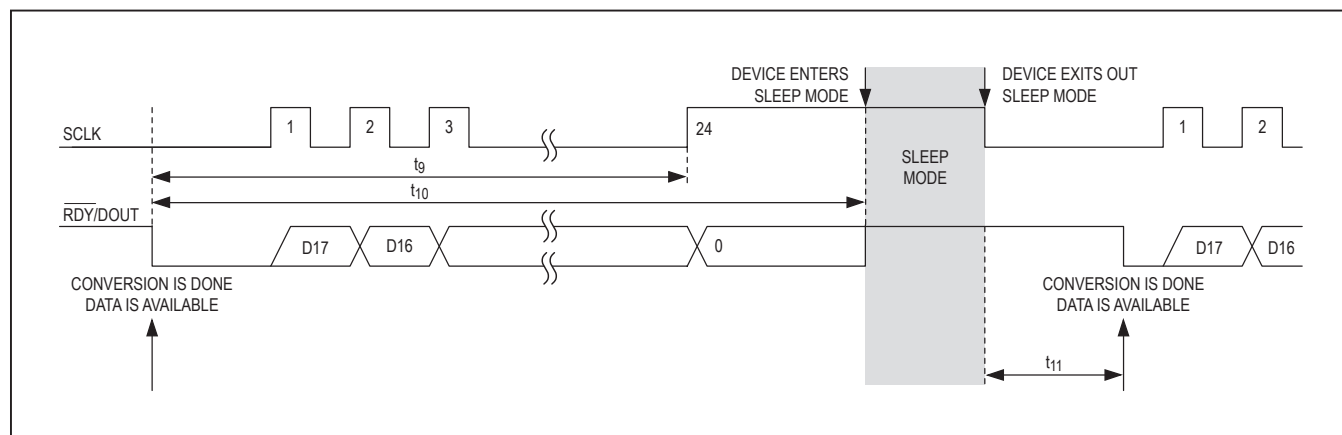 DEVICE ENTERS
SLEEP MODE
DEVICE EXITS OUT
SLEEP MODE
SCLK
1
2
3
24
1
2
SLEEP
MODE
t9
t10
RDY/DOUT
D17
D16
0
D17
D16
CONVERSION IS DONE
DATA IS AVAILABLE
CONVERSION IS DONE
DATA IS AVAILABLE
t11